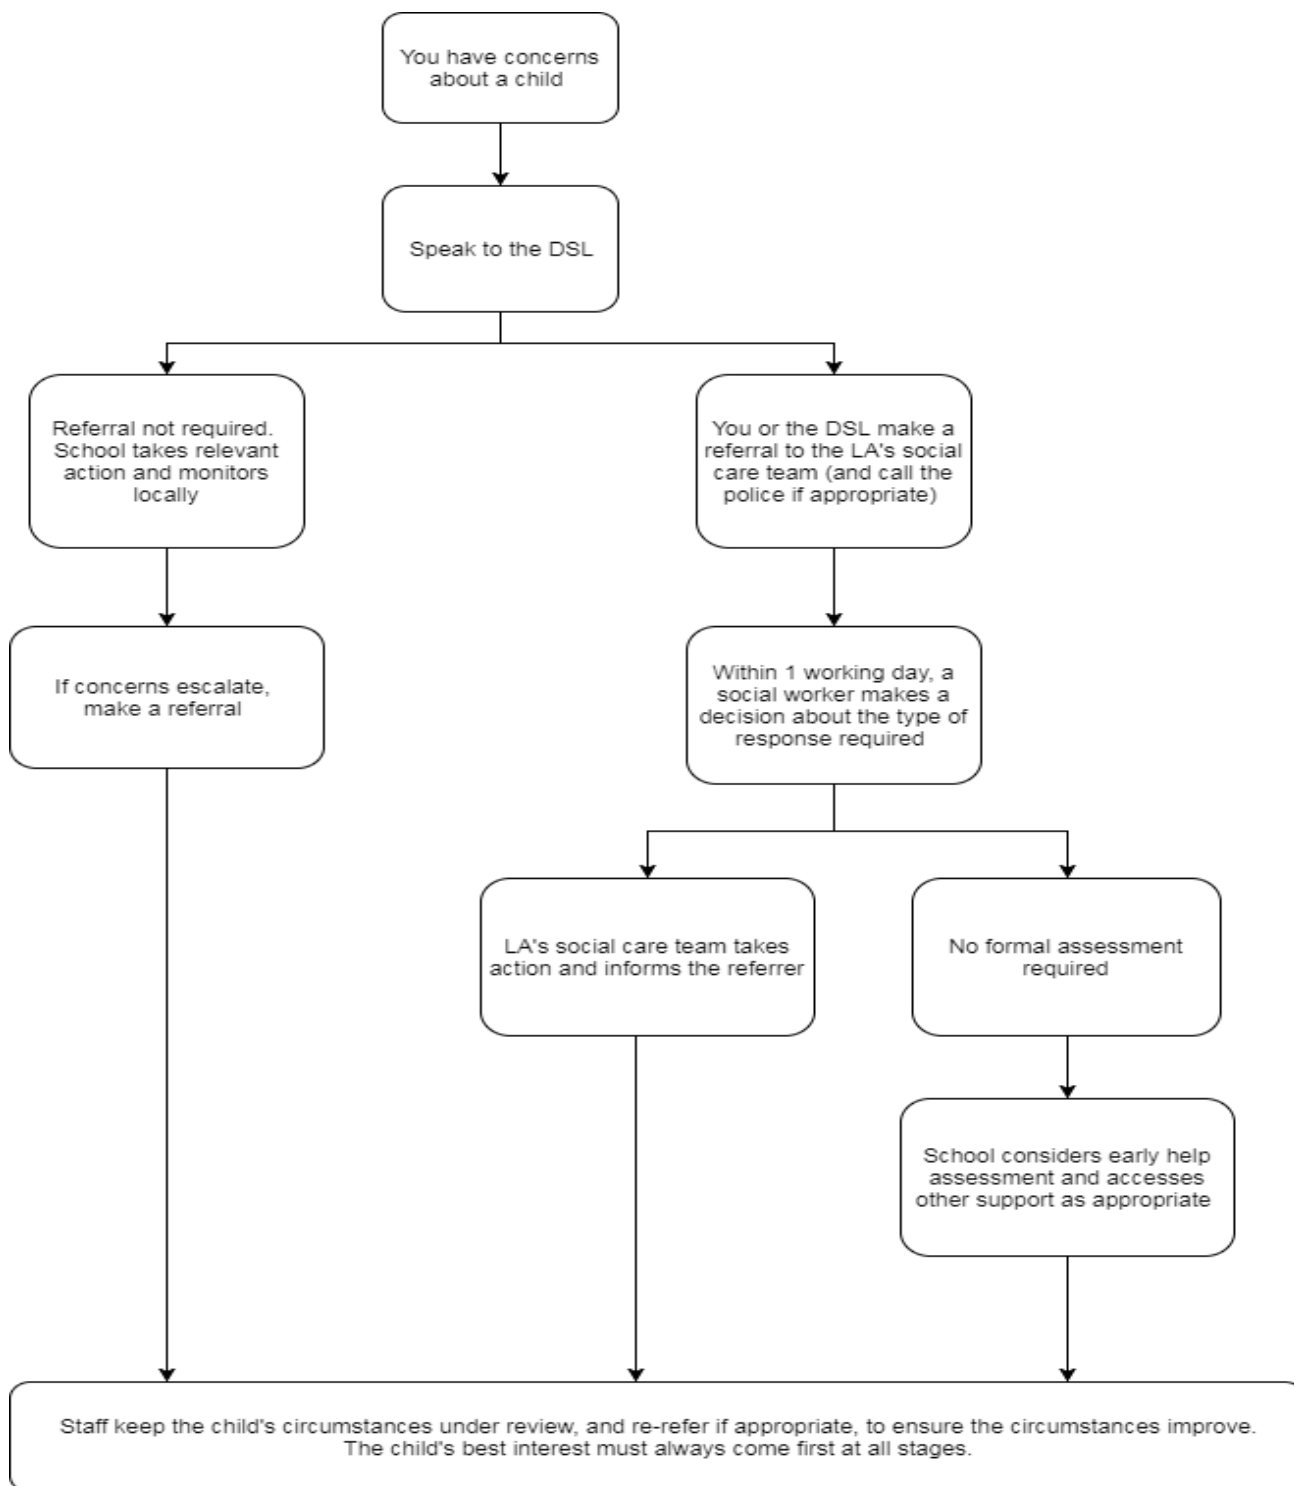 You have concerns
about a child
Speak to the DSL
Referral not required.
School takes relevant
action and monitors
locally
You or the DSL make a
referral to the LA's social
care team (and call the
police if appropriate)
If concerns escalate,
make a referral
Within 1 working day, a
social worker makes a
decision about the type of
response required
LA's social care team takes
action and informs the referrer
No formal assessment
required
School considers early help
assessment and accesses
other support as appropriate
Staff keep the child's circumstances under review, and re-refer if appropriate, to ensure the circumstances improve.
The child's best interest must always come first at all stages.